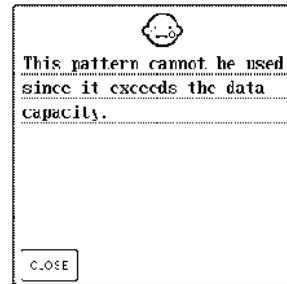 This pattern cannot be used
since it exceeds the data
capacity.
CLOSE